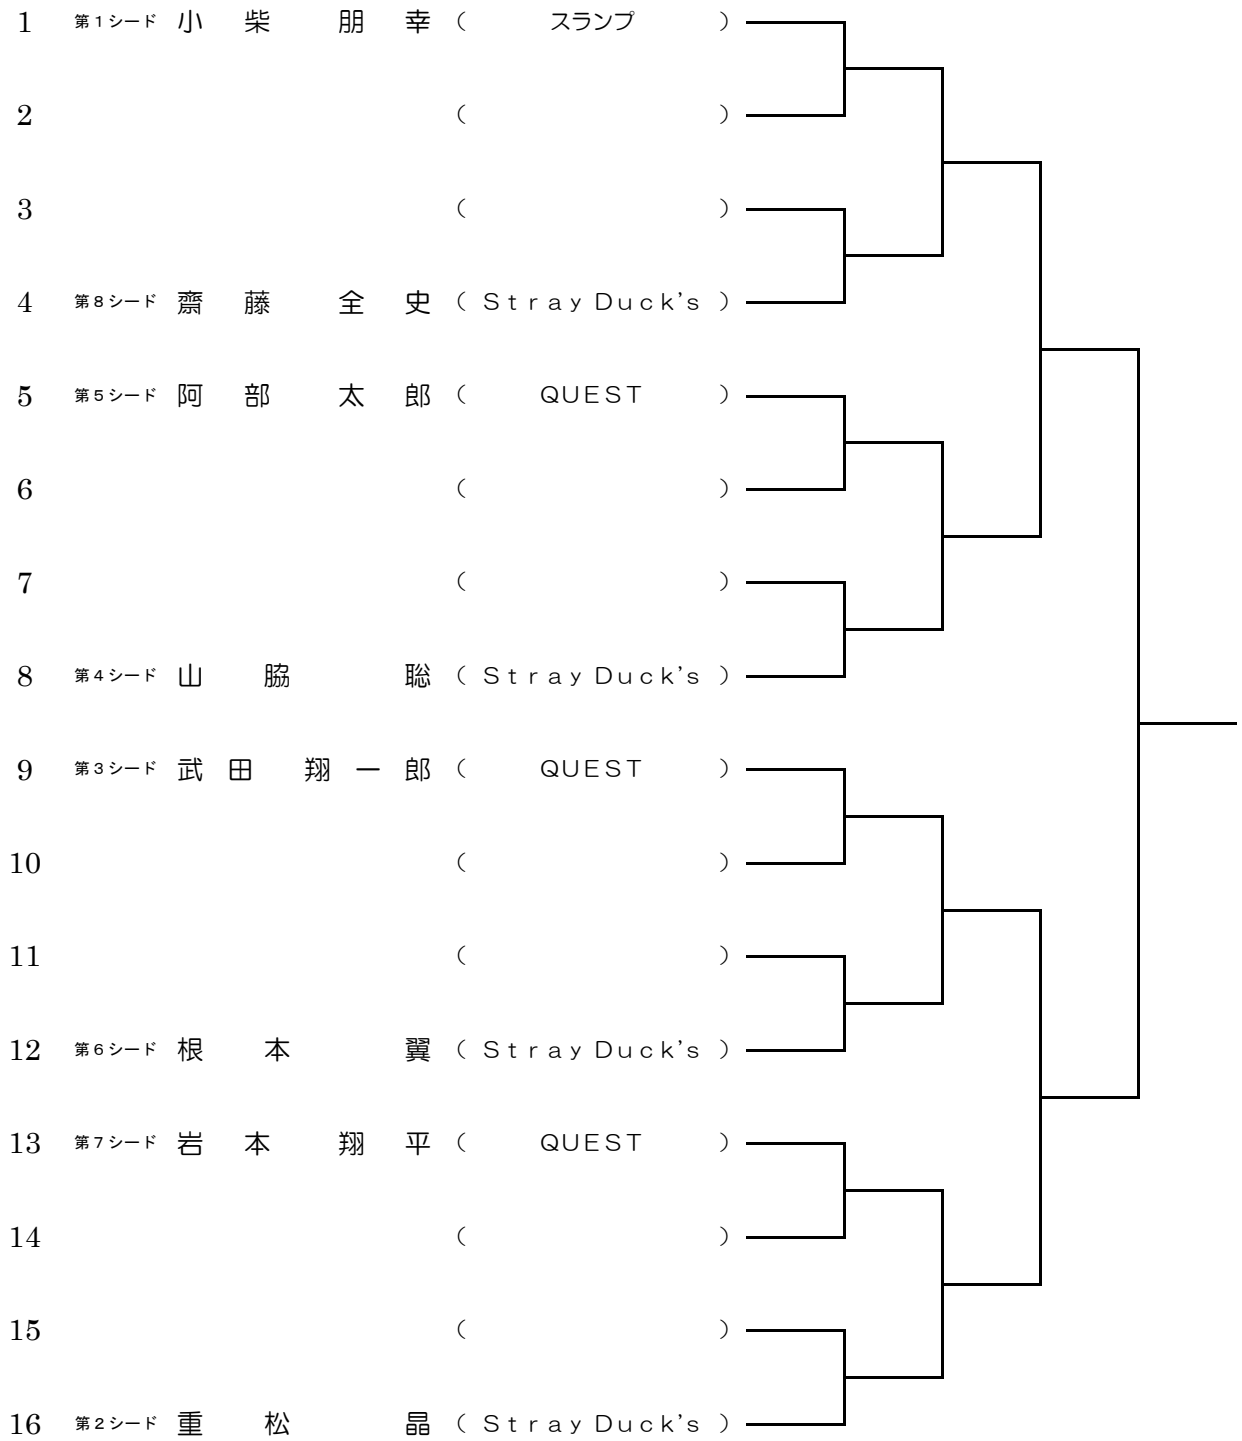 1 第1シード 小柴 朋幸 ( スランプ )
2 ( )
3 ( )
4 第8シード 齋藤 全史 ( Stray Duck's )
5 第5シード 阿部 太郎 ( QUEST )
6 ( )
7 ( )
8 第4シード 山脇 聡 ( Stray Duck's )
9 第3シード 武田 翔一郎 ( QUEST )
10 ( )
11 ( )
12 第6シード 根本 翼 ( Stray Duck's )
13 第7シード 岩本 翔平 ( QUEST )
14 ( )
15 ( )
16 第2シード 重松 晶 ( Stray Duck's )